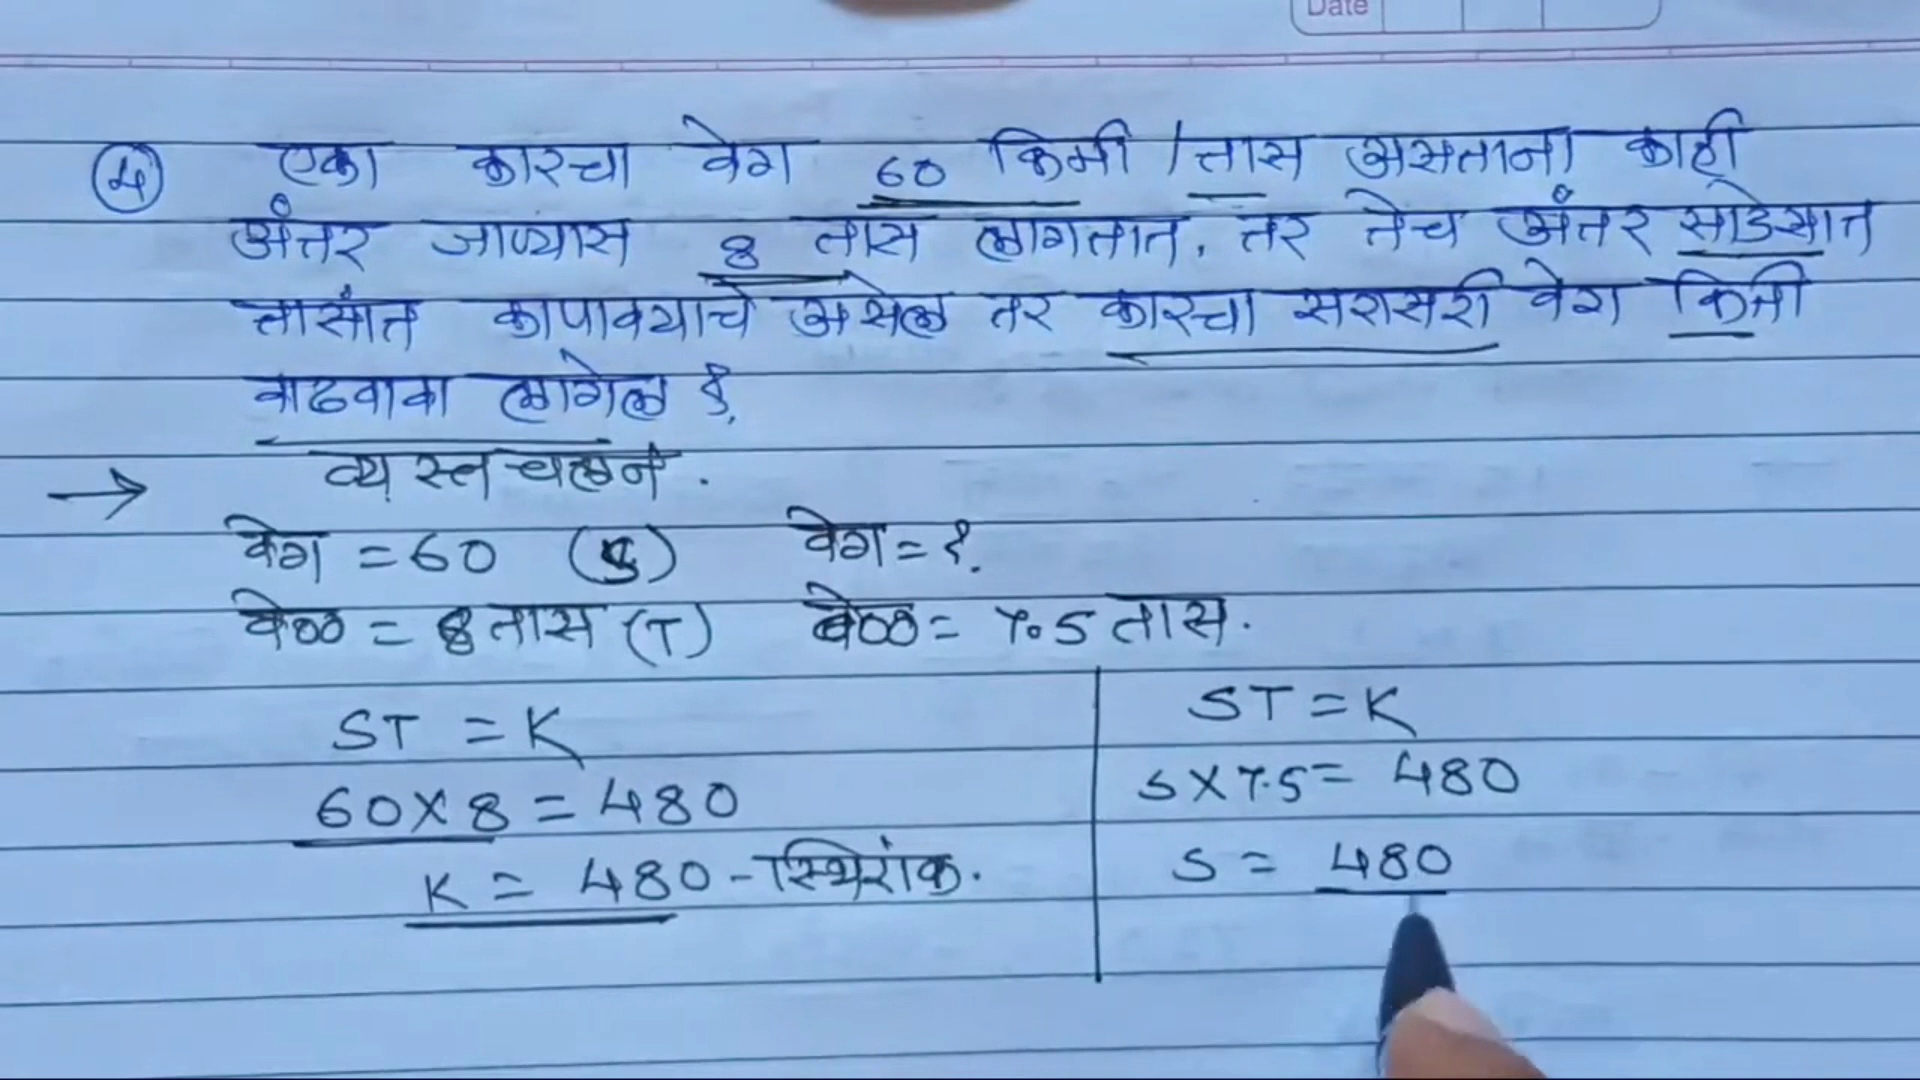 Date
④ एका कारचा वेग 60 किमी / तास असताना काही
अंतर जाण्यास 8 तास लागतात. तर तेच अंतर साडेसात
तासांत कापावयाचे असेल तर कारचा सरासरी वेग किती
वाढवावा लागेल ?
→ व्यस्त चलन.
वेग = 60 (S) वेग = ?
वेळ = 8 तास (T) वेळ = 7.5 तास.
ST = K
60 X 8 = 480
K = 480 - स्थिरांक.
ST = K
S X 7.5 = 480
S = 480